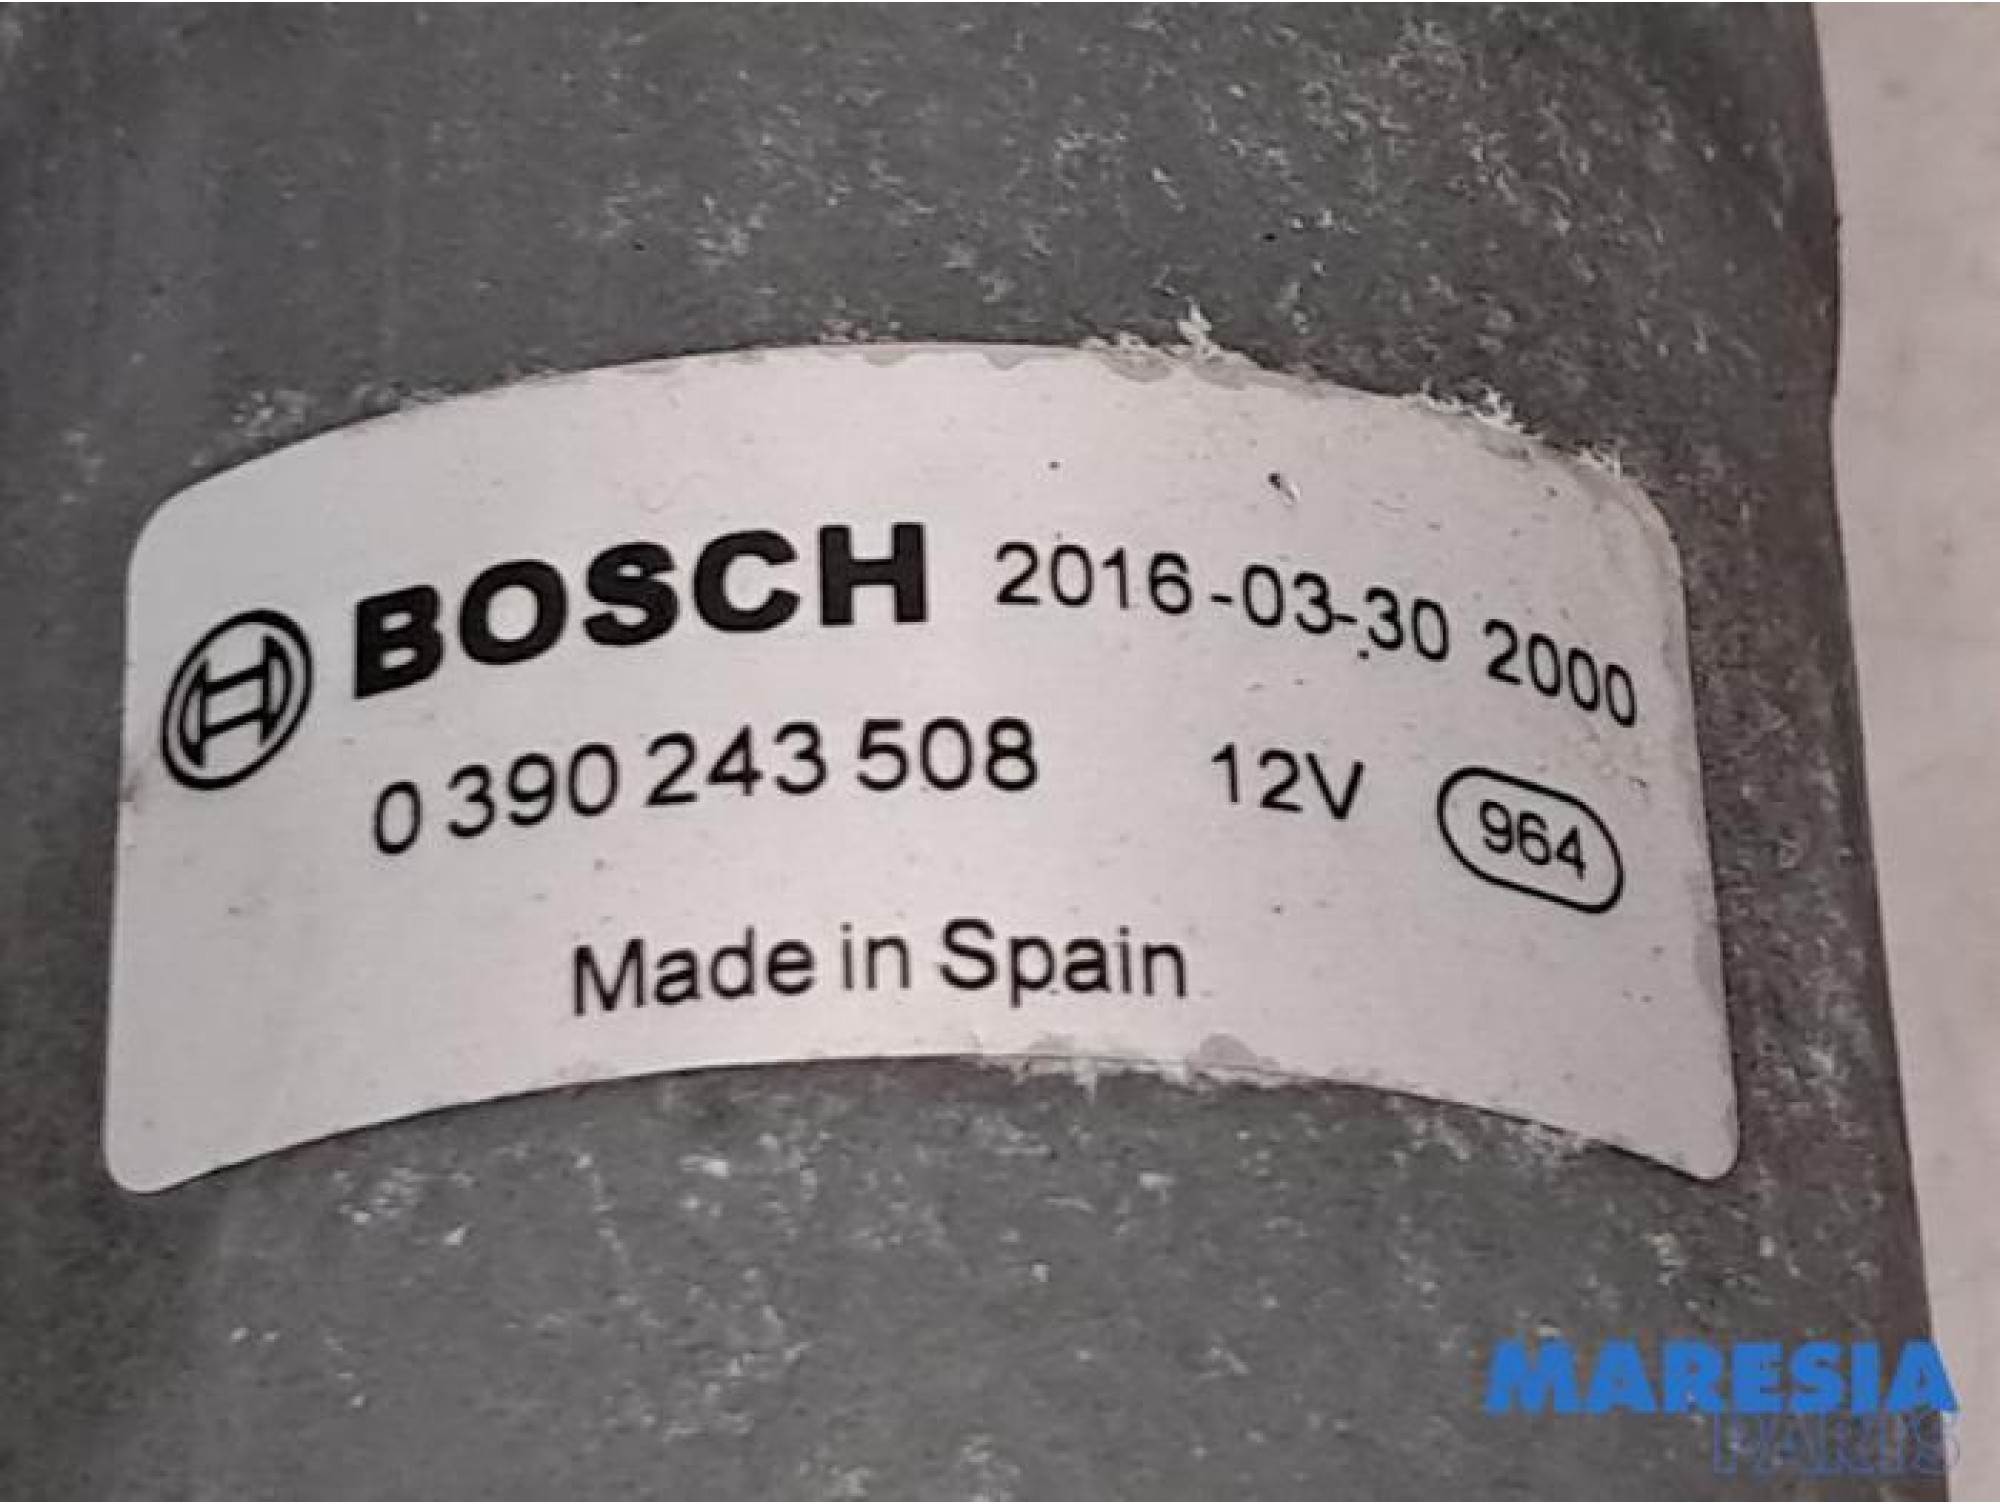 BOSCH 2016-03-30 2000
0 390 243 508 12V 964
Made in Spain
MARESIA
PARTS